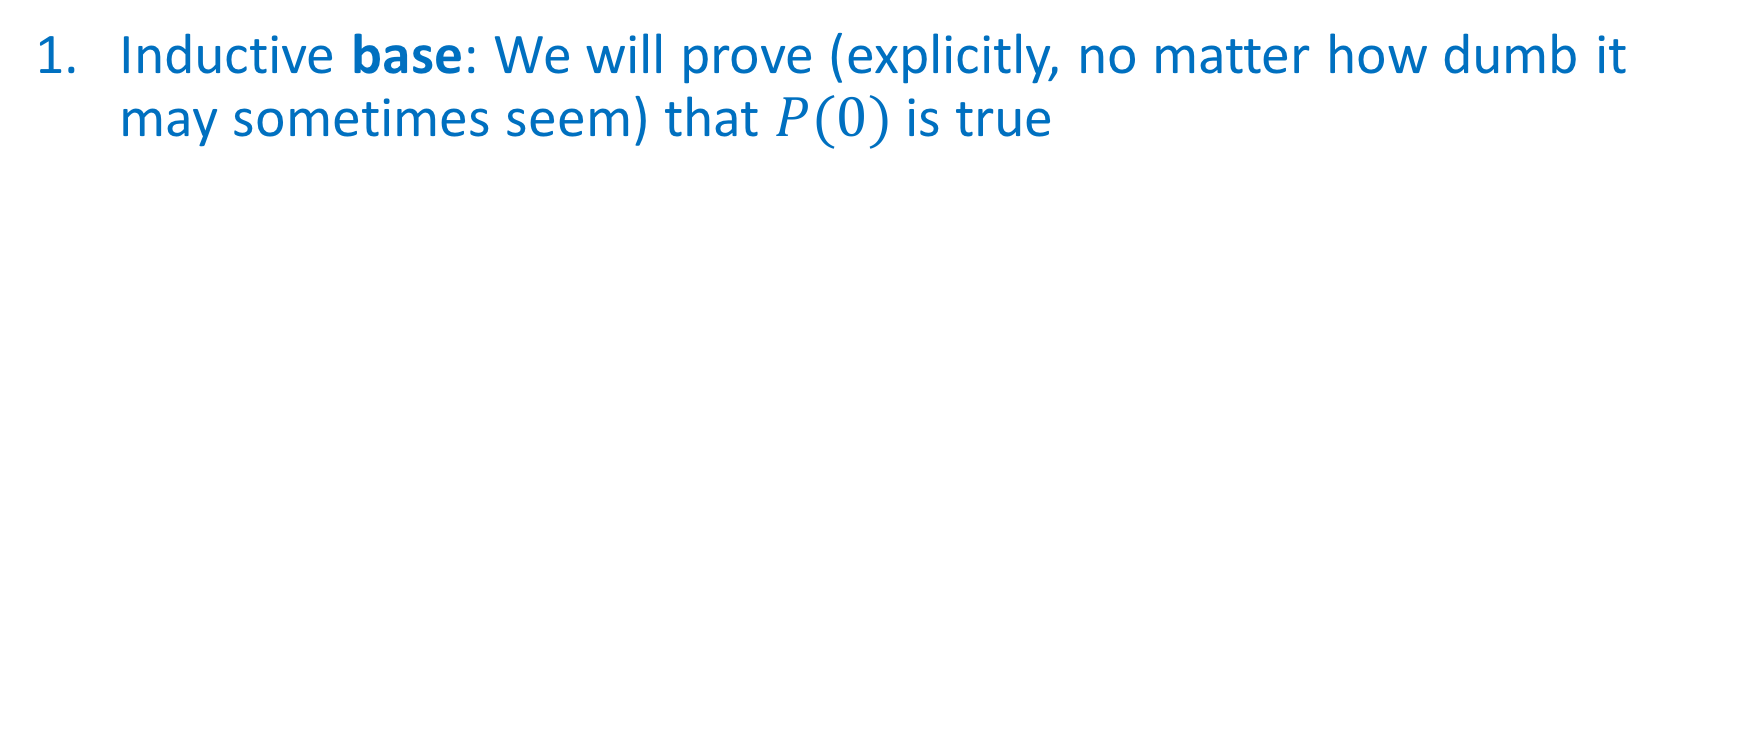 1. Inductive base: We will prove (explicitly, no matter how dumb it
may sometimes seem) that P(0) is true